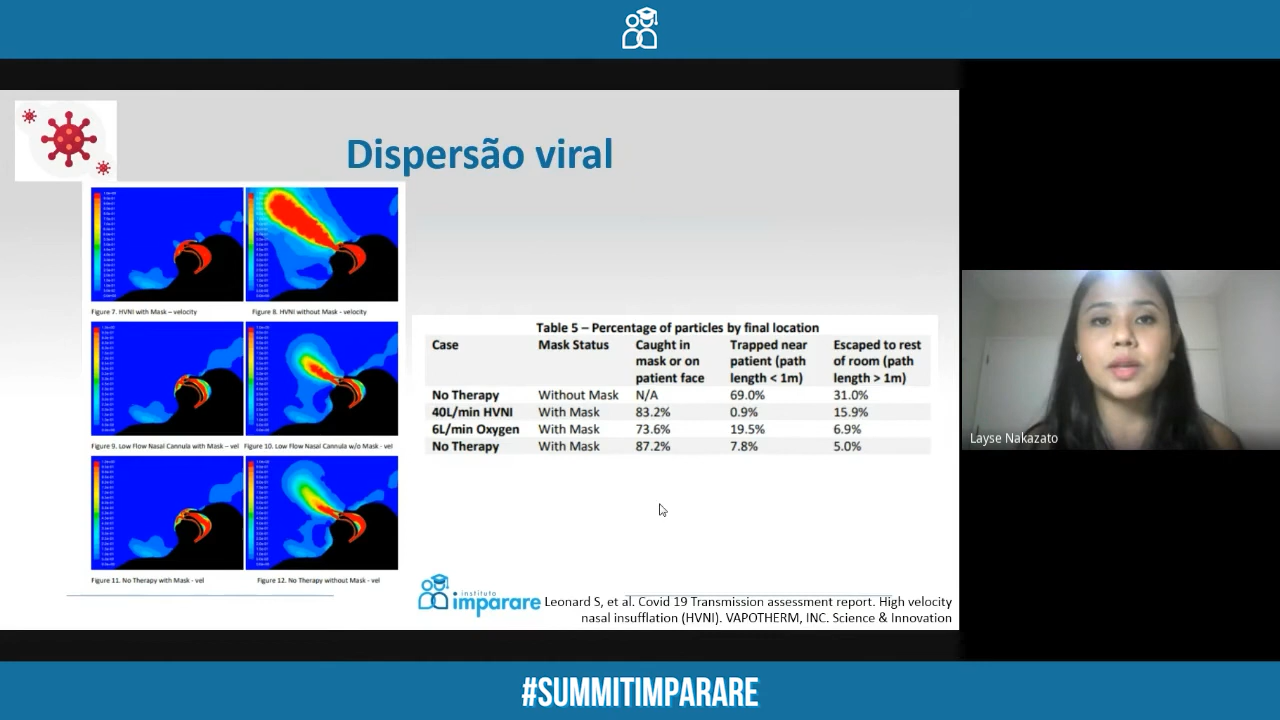 Dispersão viral
Figure 7. HVNI with Mask – velocity
Figure 8. HVNI without Mask - velocity
Figure 9. Low Flow Nasal Cannula with Mask – vel
Figure 10. Low Flow Nasal Cannula w/o Mask - vel
Figure 11. No Therapy with Mask - vel
Figure 12. No Therapy without Mask - vel
Table 5 – Percentage of particles by final location
Case Mask Status Caught in mask or on patient face Trapped near patient (path length < 1m) Escaped to rest of room (path length > 1m)
No Therapy Without Mask N/A 69.0% 31.0%
40L/min HVNI With Mask 83.2% 0.9% 15.9%
6L/min Oxygen With Mask 73.6% 19.5% 6.9%
No Therapy With Mask 87.2% 7.8% 5.0%
instituto
imparare
Leonard S, et al. Covid 19 Transmission assessment report. High velocity
nasal insufflation (HVNI). VAPOTHERM, INC. Science & Innovation
Layse Nakazato
#SUMMITIMPARARE